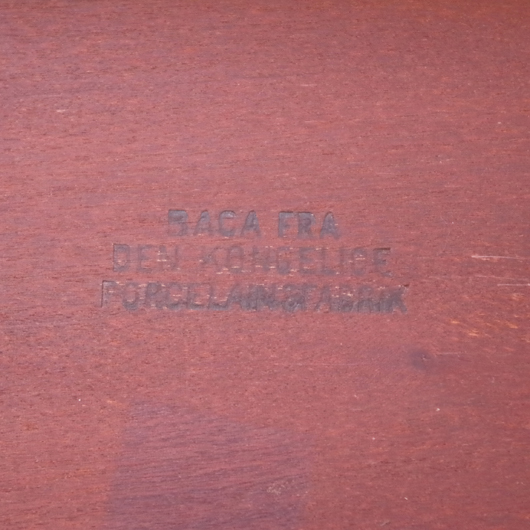 BACA FRA
DEN KONGELIGE
PORCELAINSFABRIK